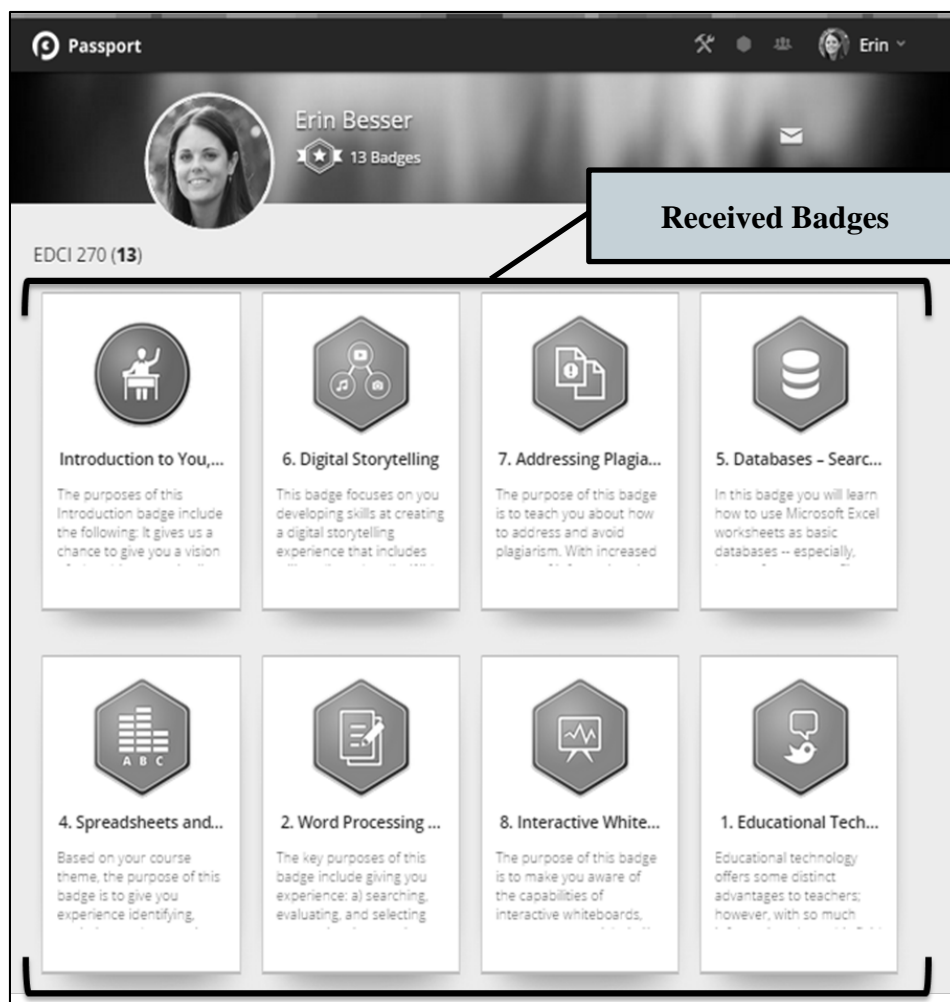 Passport
Erin
Erin Besser
13 Badges
Received Badges
EDCI 270 (13)
Introduction to You,...
The purposes of this
Introduction badge include
the following: It gives us a
chance to give you a vision
6. Digital Storytelling
This badge focuses on you
developing skills at creating
a digital storytelling
experience that includes
7. Addressing Plagia...
The purpose of this badge
is to teach you about how
to address and avoid
plagiarism. With increased
5. Databases – Searc...
In this badge you will learn
how to use Microsoft Excel
worksheets as basic
databases -- especially,
A B C
4. Spreadsheets and...
Based on your course
theme, the purpose of this
badge is to give you
experience identifying,
2. Word Processing ...
The key purposes of this
badge include giving you
experience: a) searching,
evaluating, and selecting
8. Interactive White...
The purpose of this badge
is to make you aware of
the capabilities of
interactive whiteboards,
1. Educational Tech...
Educational technology
offers some distinct
advantages to teachers;
however, with so much